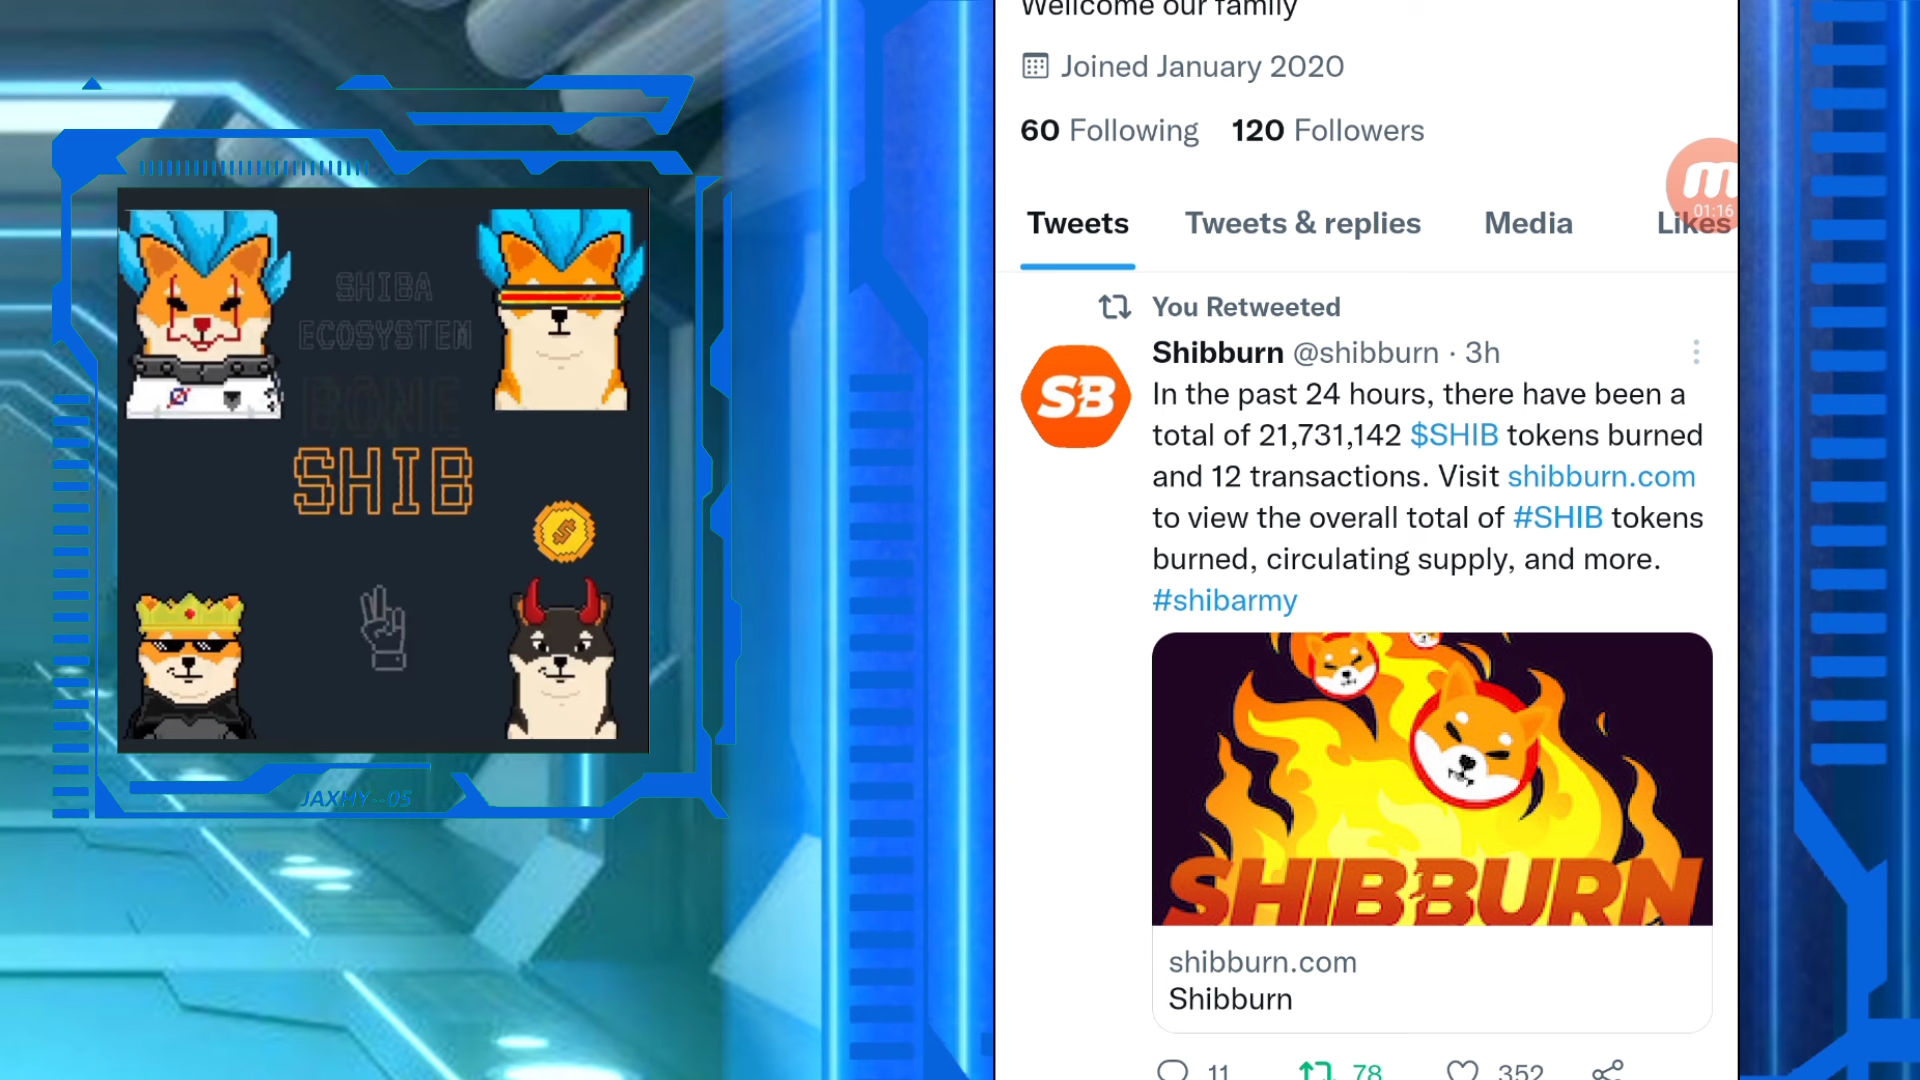 SHIBA
ECOSYSTEM
BONE
SHIB
JAXHY--05
Wellcome our family
Joined January 2020
60 Following 120 Followers
01:16
Tweets Tweets & replies Media Likes
You Retweeted
Shibburn @shibburn · 3h
SB
In the past 24 hours, there have been a
total of 21,731,142 $SHIB tokens burned
and 12 transactions. Visit shibburn.com
to view the overall total of #SHIB tokens
burned, circulating supply, and more.
#shibarmy
SHIBBURN
shibburn.com
Shibburn
11 78 352